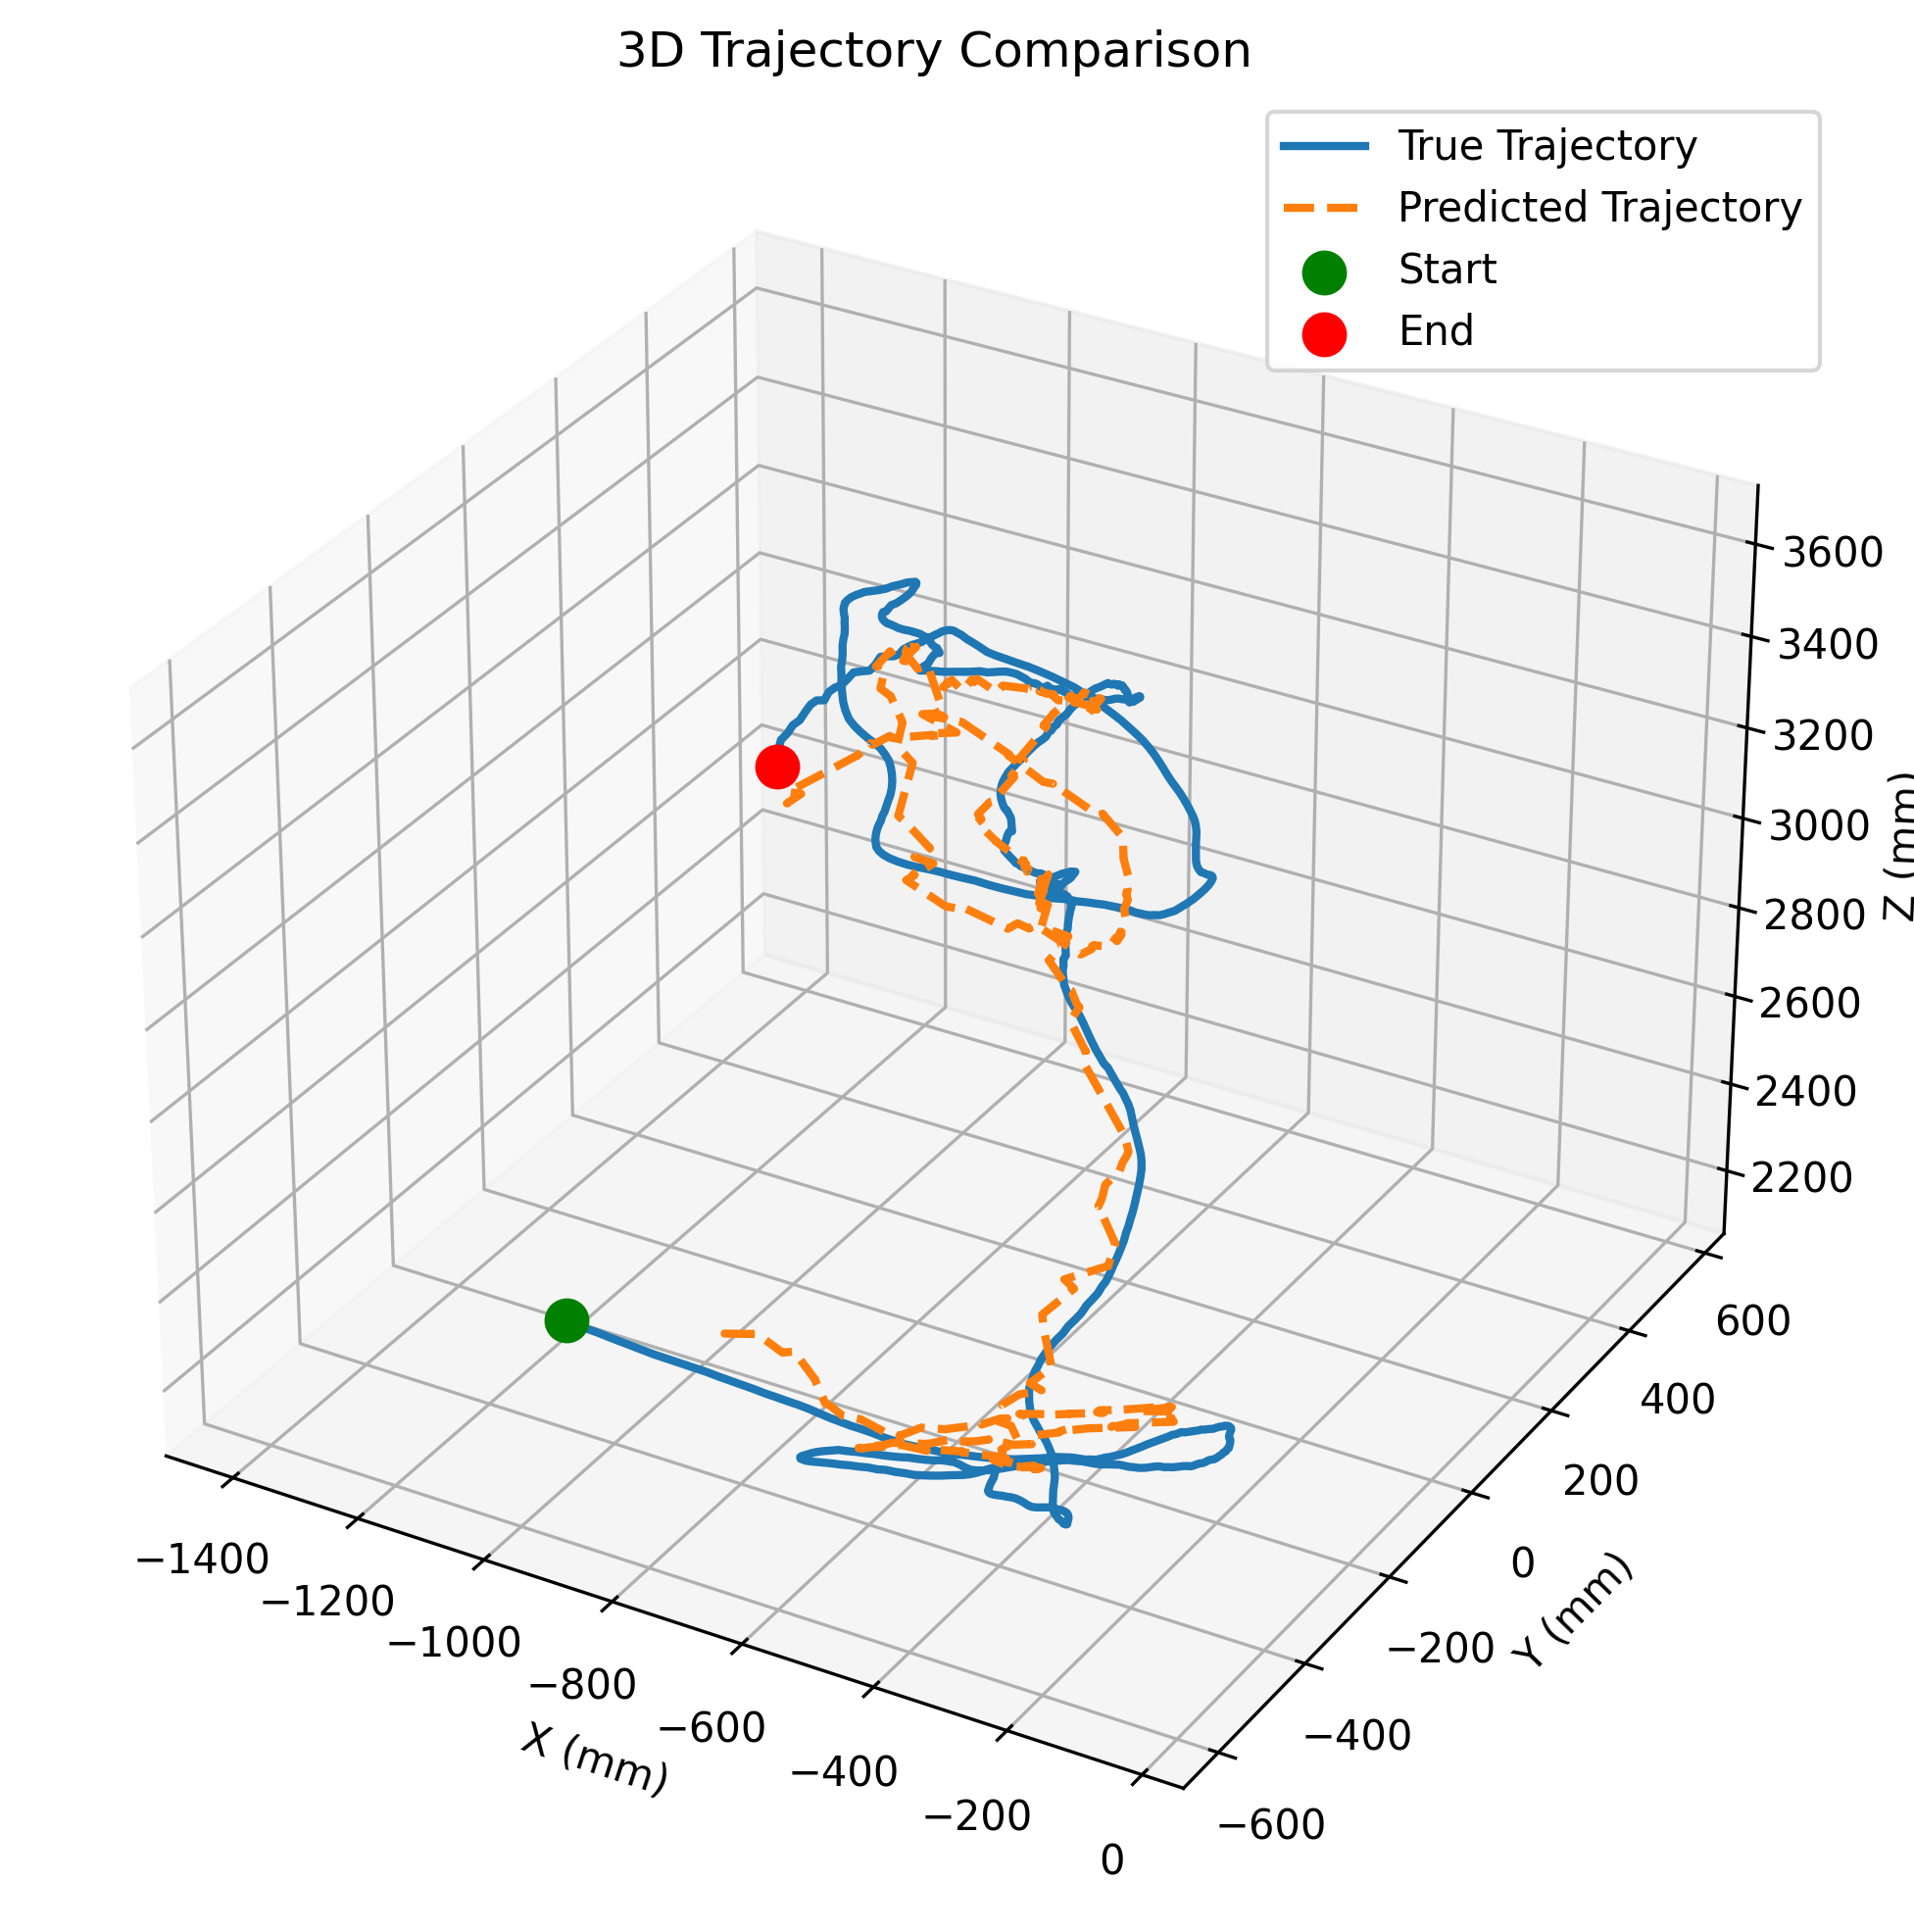 3D Trajectory Comparison
True Trajectory
Predicted Trajectory
Start
End
3600
3400
3200
3000
2800
2600
2400
2200
Z (mm)
600
400
200
0
−200
−400
−600
Y (mm)
−1400
−1200
−1000
−800
−600
−400
−200
0
X (mm)